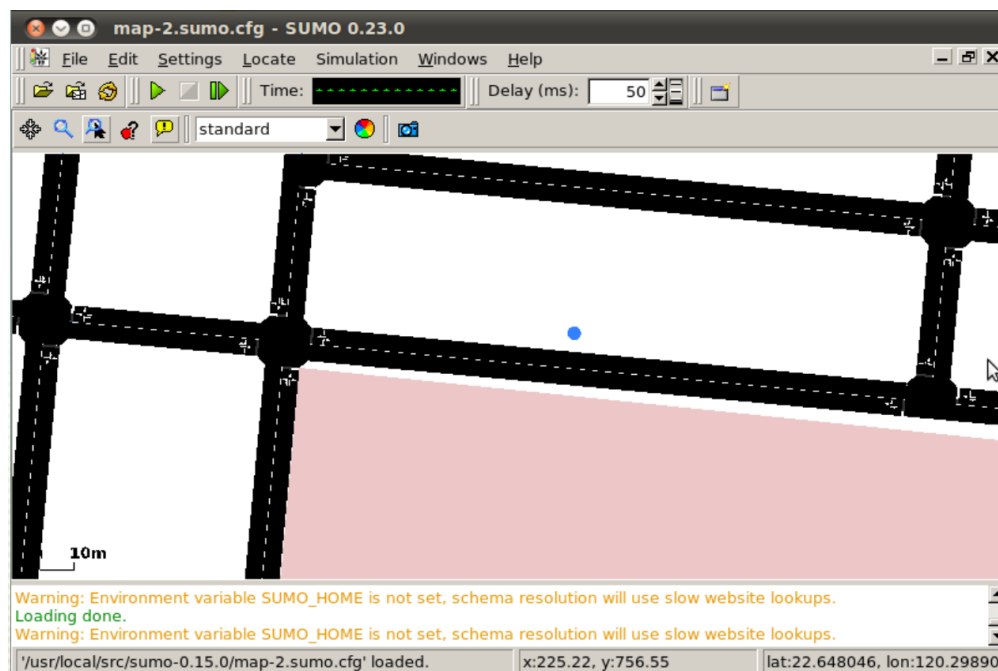 map-2.sumo.cfg - SUMO 0.23.0
File Edit Settings Locate Simulation Windows Help
Time: Delay (ms): 50
standard
10m
Warning: Environment variable SUMO_HOME is not set, schema resolution will use slow website lookups.
Loading done.
Warning: Environment variable SUMO_HOME is not set, schema resolution will use slow website lookups.
'/usr/local/src/sumo-0.15.0/map-2.sumo.cfg' loaded. x:225.22, y:756.55 lat:22.648046, lon:120.29890